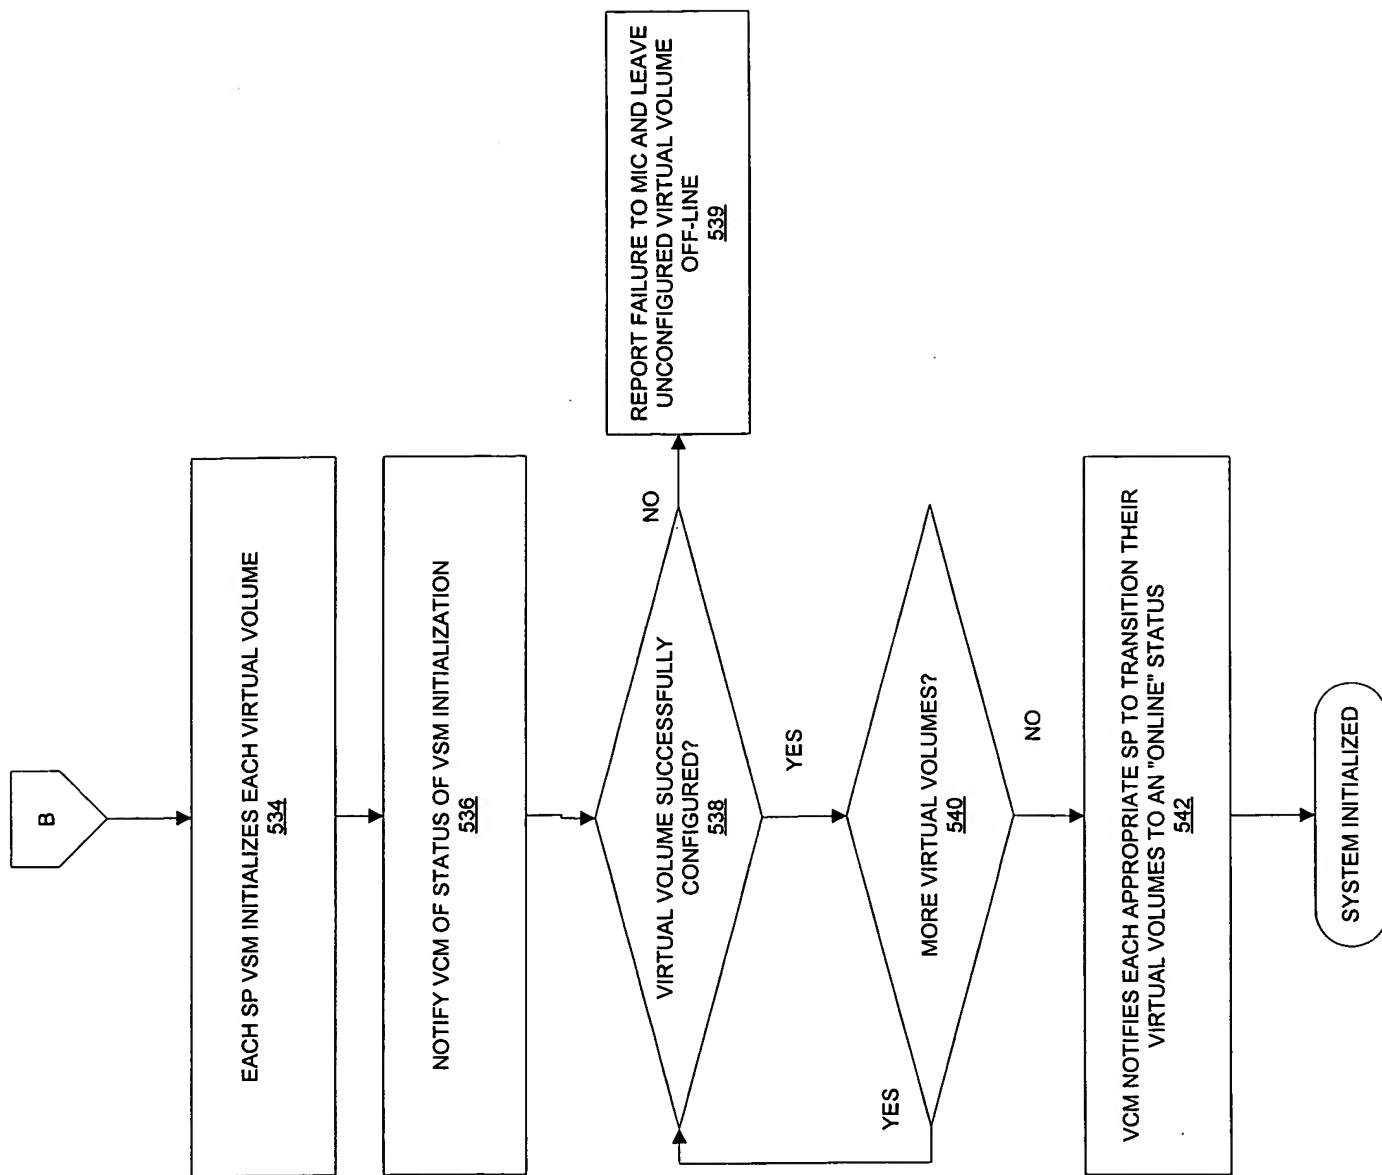 B
EACH SP VSM INITIALIZES EACH VIRTUAL VOLUME
534
NOTIFY VCM OF STATUS OF VSM INITIALIZATION
536
VIRTUAL VOLUME SUCCESSFULLY
CONFIGURED?
538
NO
REPORT FAILURE TO MIC AND LEAVE
UNCONFIGURED VIRTUAL VOLUME
OFF-LINE
539
YES
MORE VIRTUAL VOLUMES?
540
YES
NO
VCM NOTIFIES EACH APPROPRIATE SP TO TRANSITION THEIR
VIRTUAL VOLUMES TO AN "ONLINE" STATUS
542
SYSTEM INITIALIZED